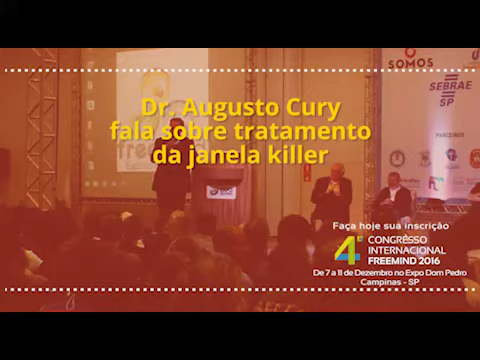 SOMOS
SEBRAE
SP
PARCEIROS
Dr. Augusto Cury
fala sobre tratamento
da janela killer
Faça hoje sua inscrição
4º CONGRESSO
INTERNACIONAL
FREEMIND 2016
De 7 a 11 de Dezembro no Expo Dom Pedro
Campinas - SP